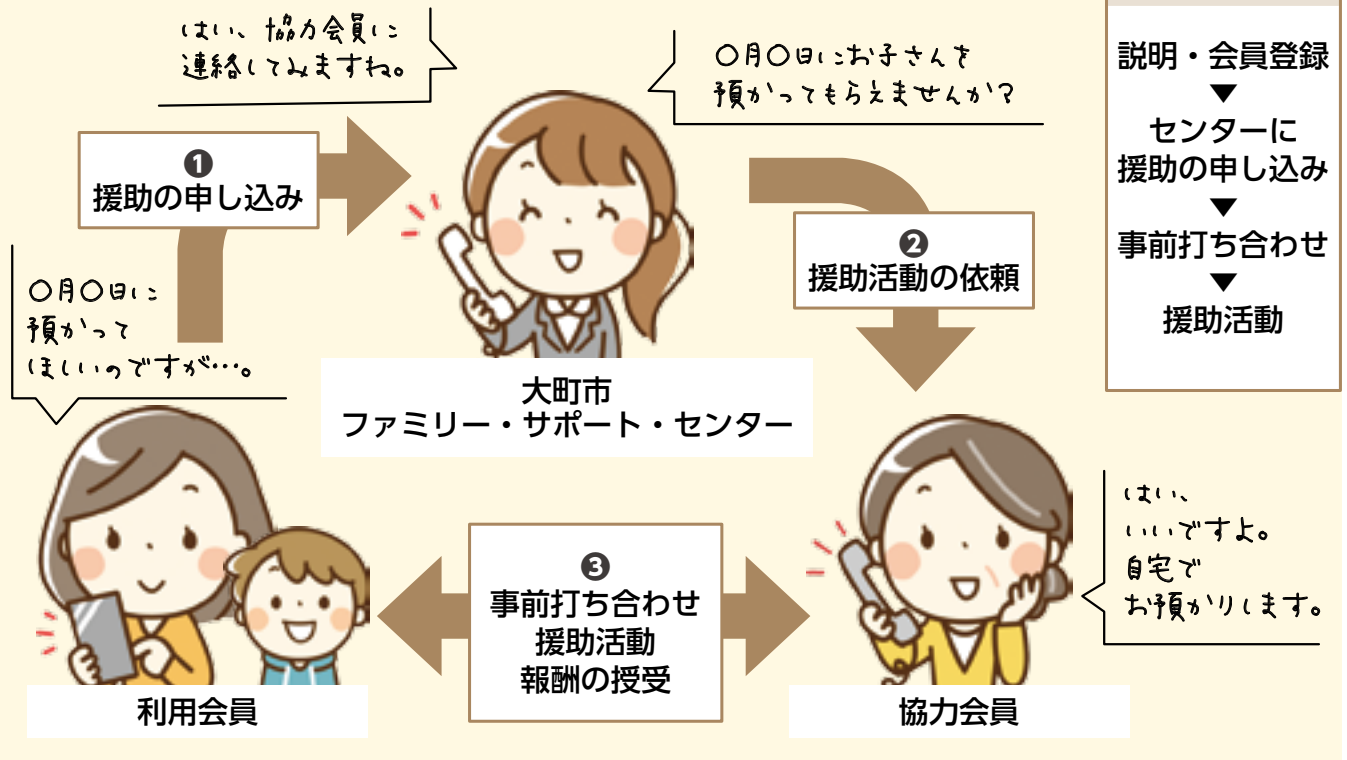 はい、協力会員に
連絡してみますね。
○月○日にお子さんを
預かってもらえませんか?
❶
援助の申し込み
❷
援助活動の依頼
○月○日に
預かって
ほしいのですが…。
大町市
ファミリー・サポート・センター
はい、
いいですよ。
自宅で
お預かりします。
❸
事前打ち合わせ
援助活動
報酬の授受
利用会員
協力会員
説明・会員登録
▼
センターに
援助の申し込み
▼
事前打ち合わせ
▼
援助活動